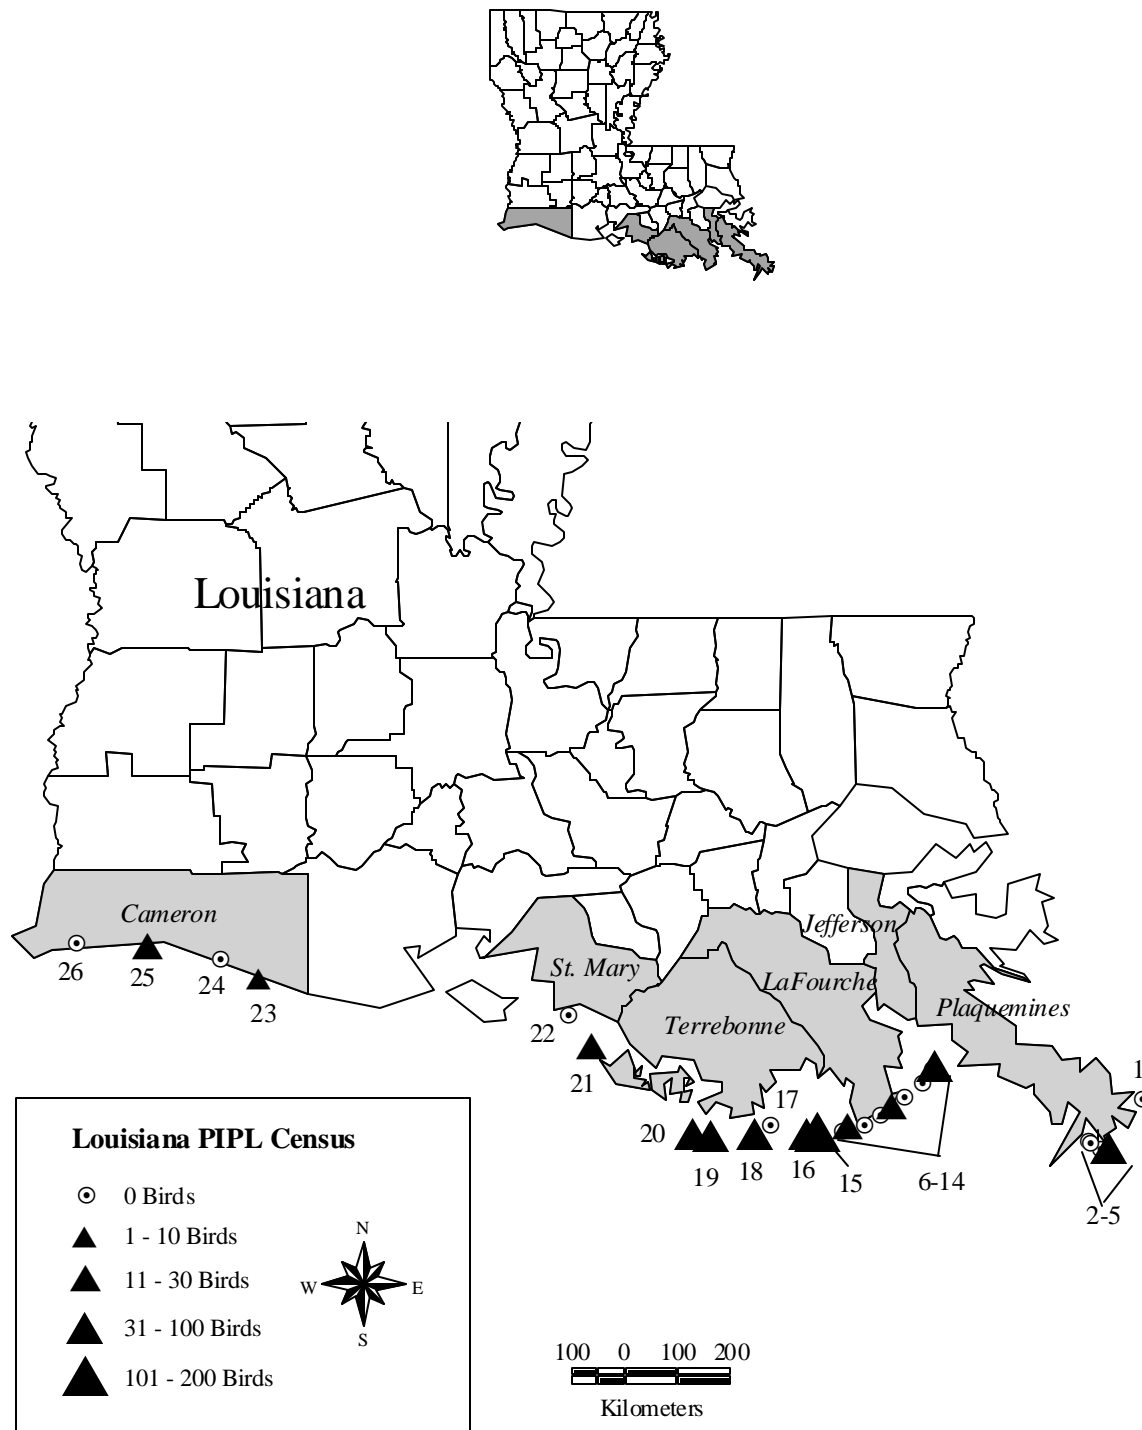 Louisiana
Cameron
Jefferson
St. Mary
LaFourche
Plaquemines
Terrebonne
26
25
24
23
22
21
20
19
18
17
16
15
6-14
1
2-5
Louisiana PIPL Census
0 Birds
1 - 10 Birds
11 - 30 Birds
31 - 100 Birds
101 - 200 Birds
N
W
E
S
100 0 100 200
Kilometers